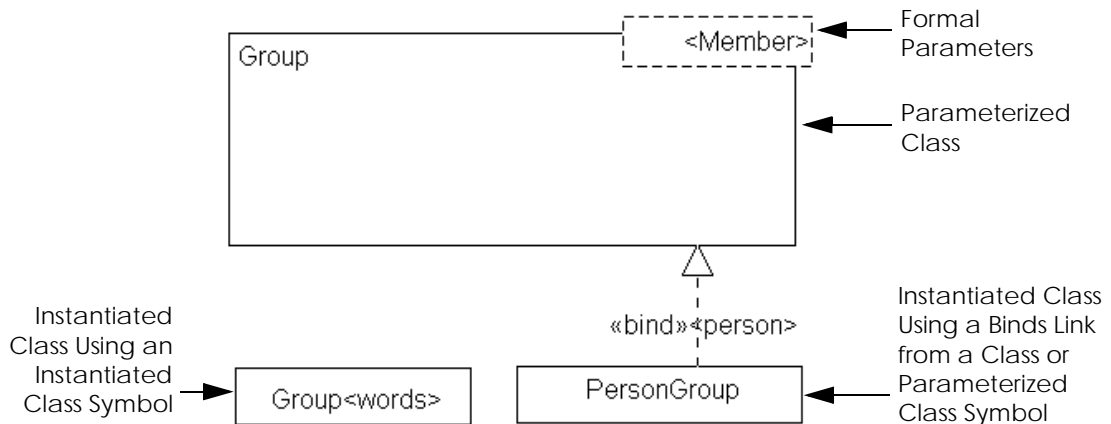 Formal
Parameters
<Member>
Group
Parameterized
Class
«bind»<person>
Instantiated
Class Using an
Instantiated
Class Symbol
Group<words>
PersonGroup
Instantiated Class
Using a Binds Link
from a Class or
Parameterized
Class Symbol